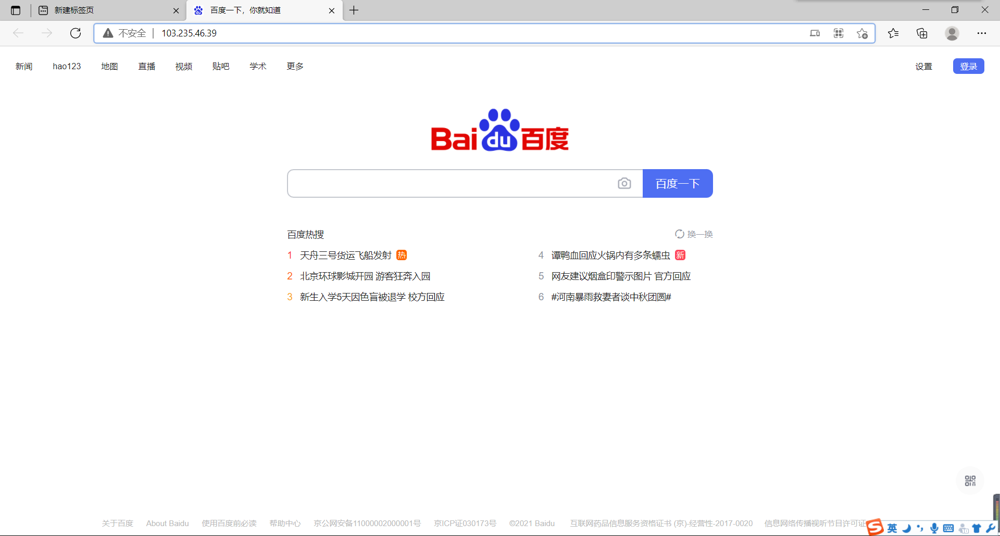 新建标签页
百度一下，你就知道
不安全 103.235.46.39
新闻 hao123 地图 直播 视频 贴吧 学术 更多 设置 登录
Bai du 百度
百度一下
百度热搜 换一换
1 天舟三号货运飞船发射 热
2 北京环球影城开园 游客狂奔入园
3 新生入学5天因色盲被退学 校方回应
4 谭鸭血回应火锅内有多条蠕虫 新
5 网友建议烟盒印警示图片 官方回应
6 #河南暴雨救妻者谈中秋团圆#
关于百度 About Baidu 使用百度前必读 帮助中心 京公网安备11000002000001号 京ICP证030173号 ©2021 Baidu 互联网药品信息服务资格证书 (京)-经营性-2017-0020 信息网络传播视听节目许可证
S 英